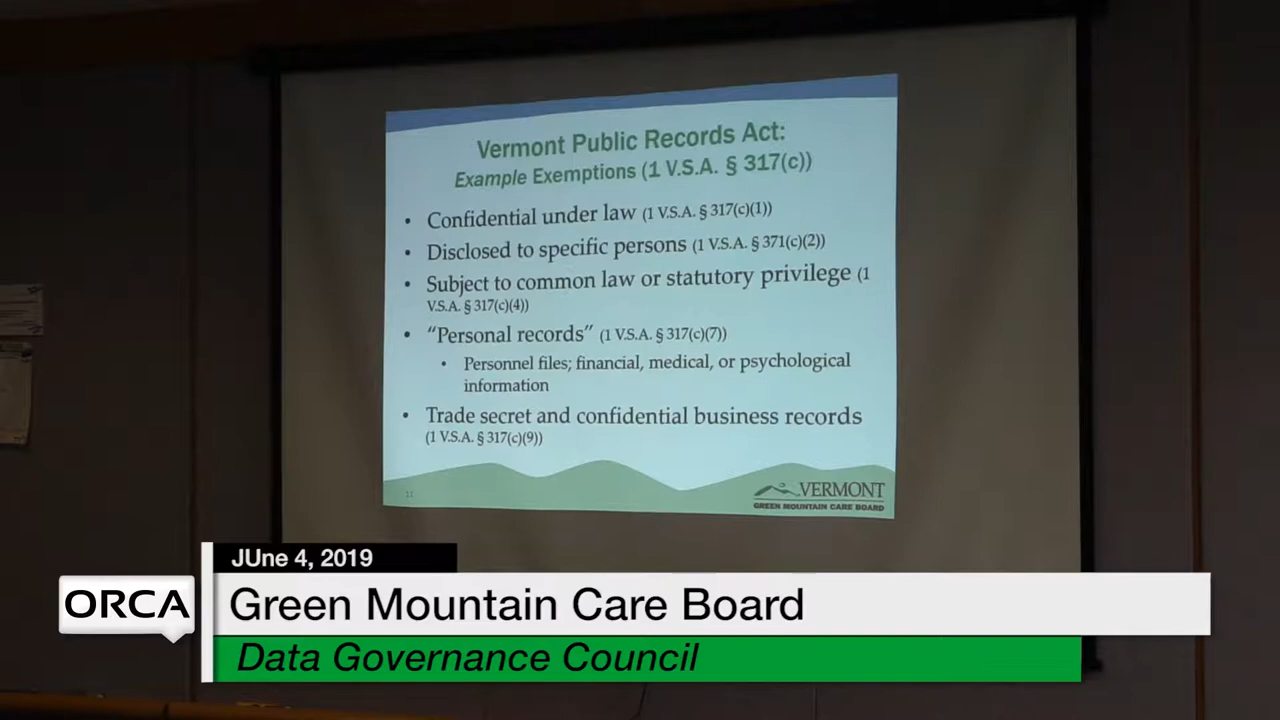 Vermont Public Records Act:
Example Exemptions (1 V.S.A. § 317(c))
• Confidential under law (1 V.S.A. § 317(c)(1))
• Disclosed to specific persons (1 V.S.A. § 371(c)(2))
• Subject to common law or statutory privilege (1
V.S.A. § 317(c)(4))
• “Personal records” (1 V.S.A. § 317(c)(7))
• Personnel files; financial, medical, or psychological
information
• Trade secret and confidential business records
(1 V.S.A. § 317(c)(9))
11
VERMONT
GREEN MOUNTAIN CARE BOARD
JUne 4, 2019
ORCA
Green Mountain Care Board
Data Governance Council